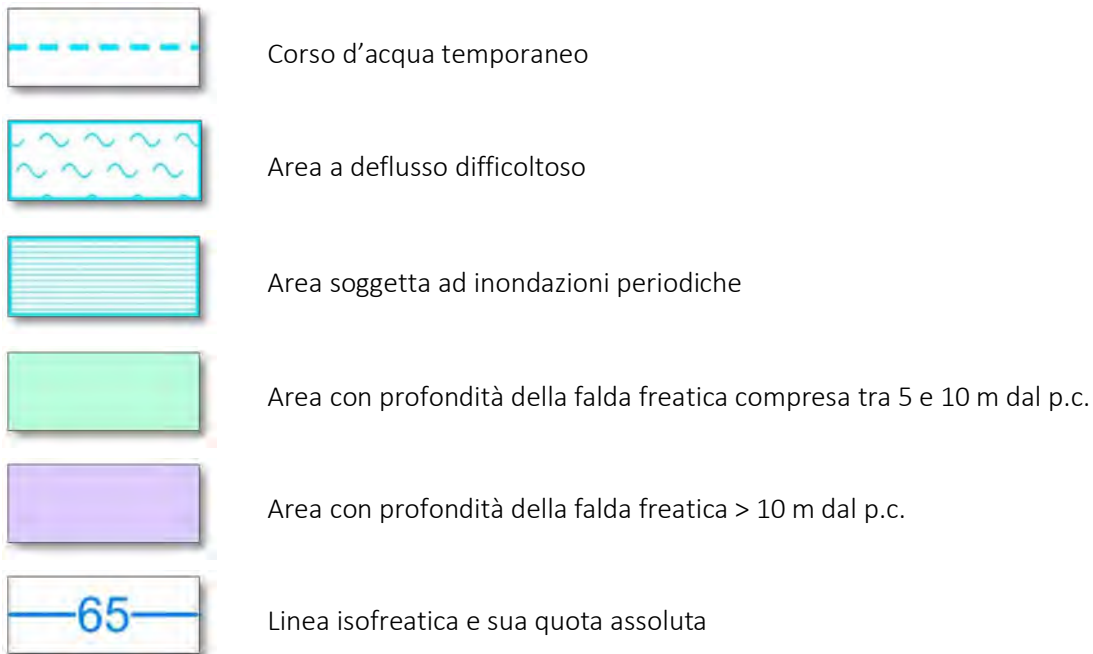 Corso d’acqua temporaneo
Area a deflusso difficoltoso
Area soggetta ad inondazioni periodiche
Area con profondità della falda freatica compresa tra 5 e 10 m dal p.c.
Area con profondità della falda freatica > 10 m dal p.c.
65
Linea isofreatica e sua quota assoluta